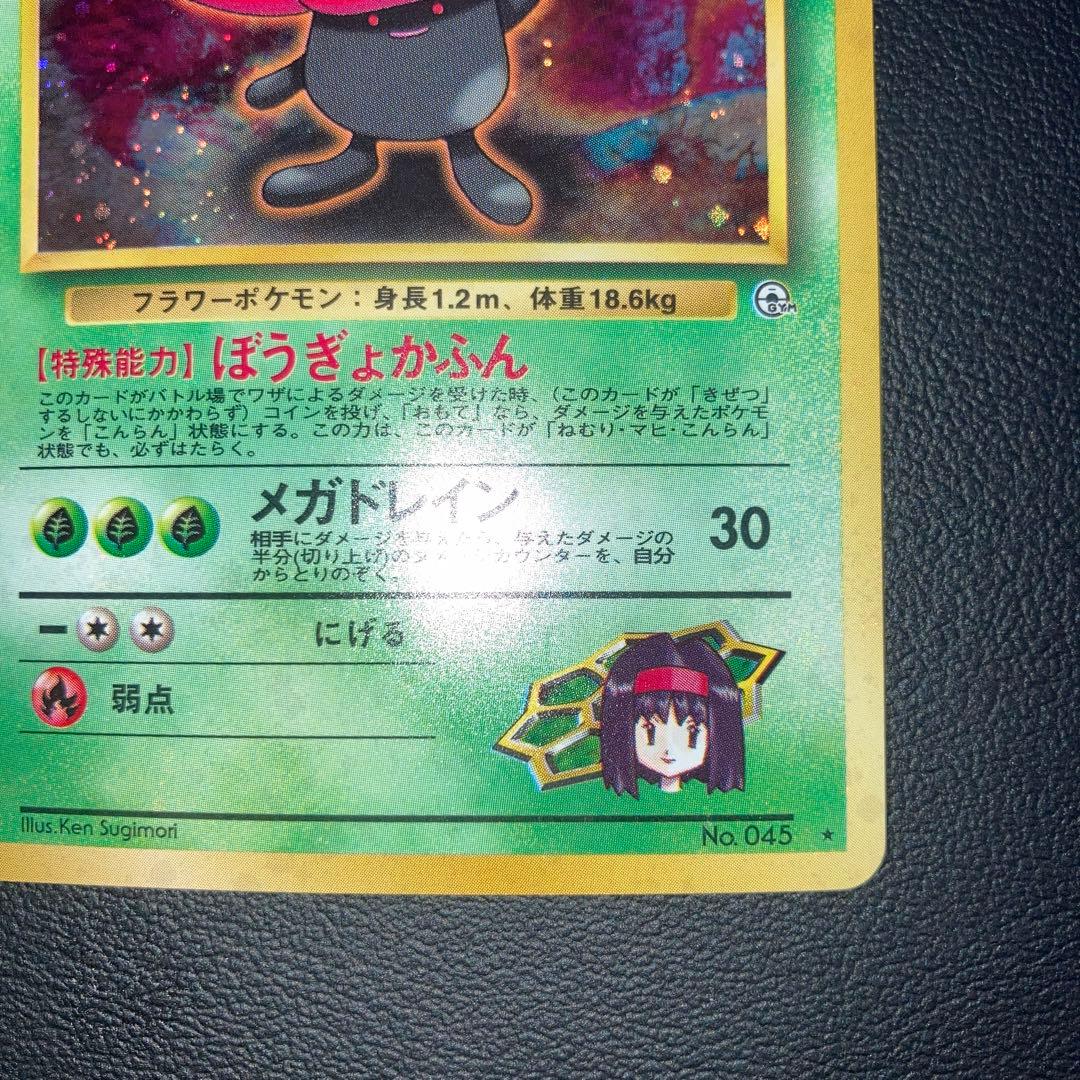 フラワーポケモン：身長1.2m、体重18.6kg
GYM
【特殊能力】ぼうぎょかふん
このカードがバトル場でワザによるダメージを受けた時、（このカードが「きぜつ」
するしないにかかわらず）コインを投げ、「おもて」なら、ダメージを与えたポケモ
ンを「こんらん」状態にする。この力は、このカードが「ねむり・マヒ・こんらん」
状態でも、必ずはたらく。
メガドレイン 30
相手にダメージを与えたら、与えたダメージの
半分(切り上げ)のダメージカウンターを、自分
からとりのぞく。
にげる
弱点
Illus.Ken Sugimori
No. 045 ★